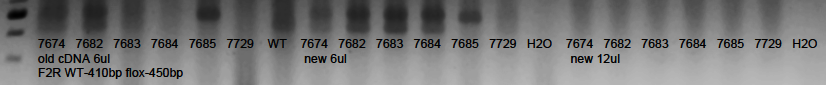 7674 7682 7683 7684 7685 7729 WT 7674 7682 7683 7684 7685 7729 H2O 7674 7682 7683 7684 7685 7729 H2O
old cDNA 6ul new 6ul new 12ul
F2R WT-410bp flox-450bp